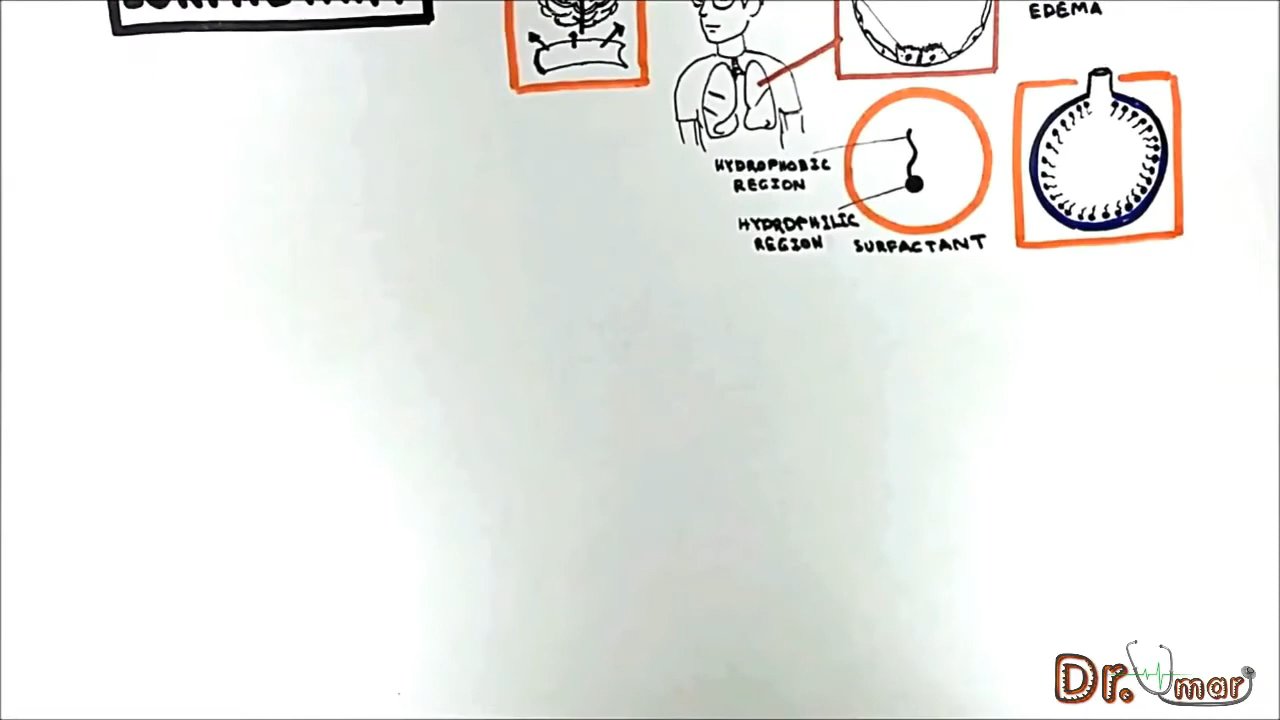 EDEMA
HYDROPHOBIC
REGION
HYDROPHILIC
REGION
SURFACTANT
Dr. Umar